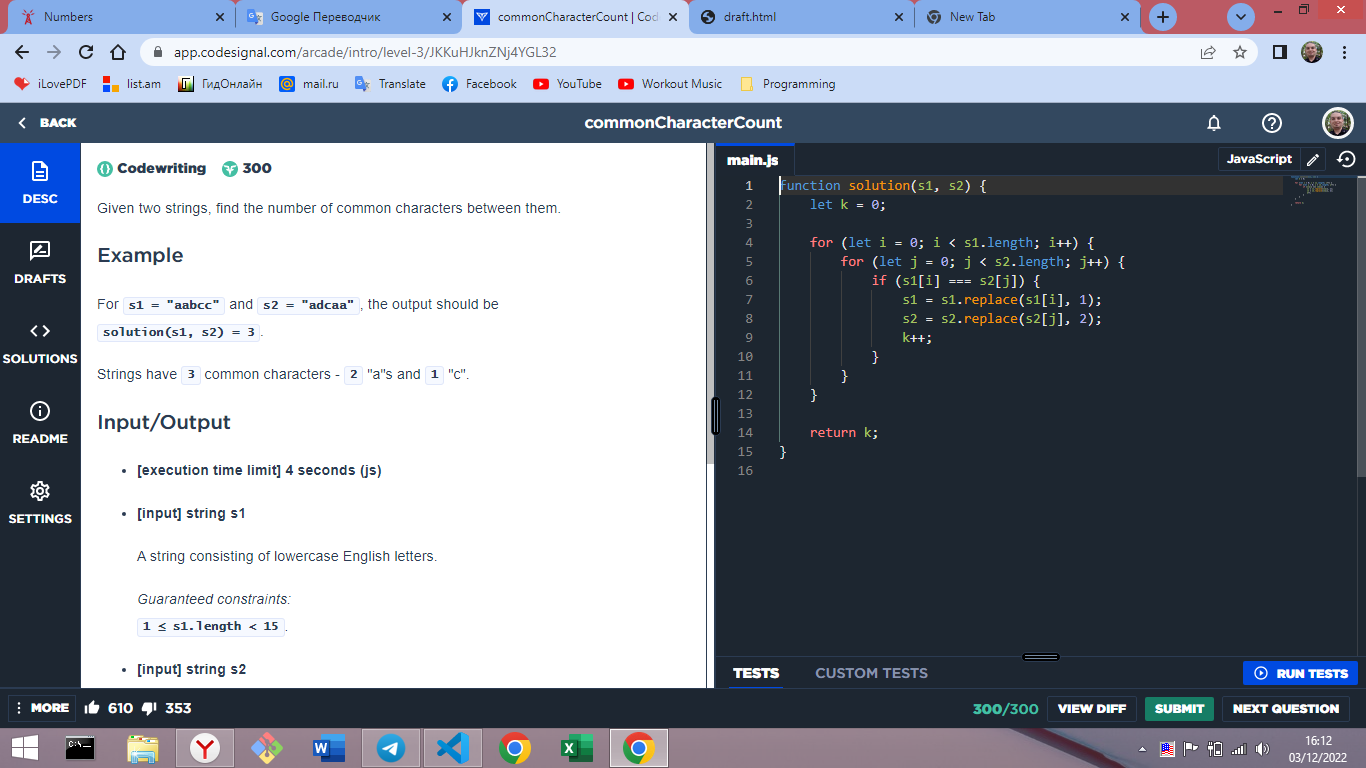 Numbers
Google Переводчик
commonCharacterCount | Cod
draft.html
New Tab
app.codesignal.com/arcade/intro/level-3/JKKuHJknZNj4YGL32
iLovePDF
list.am
ГидОнлайн
mail.ru
Translate
Facebook
YouTube
Workout Music
Programming
BACK
commonCharacterCount
DESC
DRAFTS
SOLUTIONS
README
SETTINGS
Codewriting 300
Given two strings, find the number of common characters between them.
Example
For s1 = "aabcc" and s2 = "adcaa", the output should be
solution(s1, s2) = 3.
Strings have 3 common characters - 2 "a"s and 1 "c".
Input/Output
• [execution time limit] 4 seconds (js)
• [input] string s1
A string consisting of lowercase English letters.
Guaranteed constraints:
1 ≤ s1.length < 15.
• [input] string s2
main.js
JavaScript
1 function solution(s1, s2) {
2     let k = 0;
3
4     for (let i = 0; i < s1.length; i++) {
5         for (let j = 0; j < s2.length; j++) {
6             if (s1[i] === s2[j]) {
7                 s1 = s1.replace(s1[i], 1);
8                 s2 = s2.replace(s2[j], 2);
9                 k++;
10             }
11         }
12     }
13
14     return k;
15 }
16
TESTS
CUSTOM TESTS
RUN TESTS
MORE
610
353
300/300
VIEW DIFF
SUBMIT
NEXT QUESTION
16:12
03/12/2022